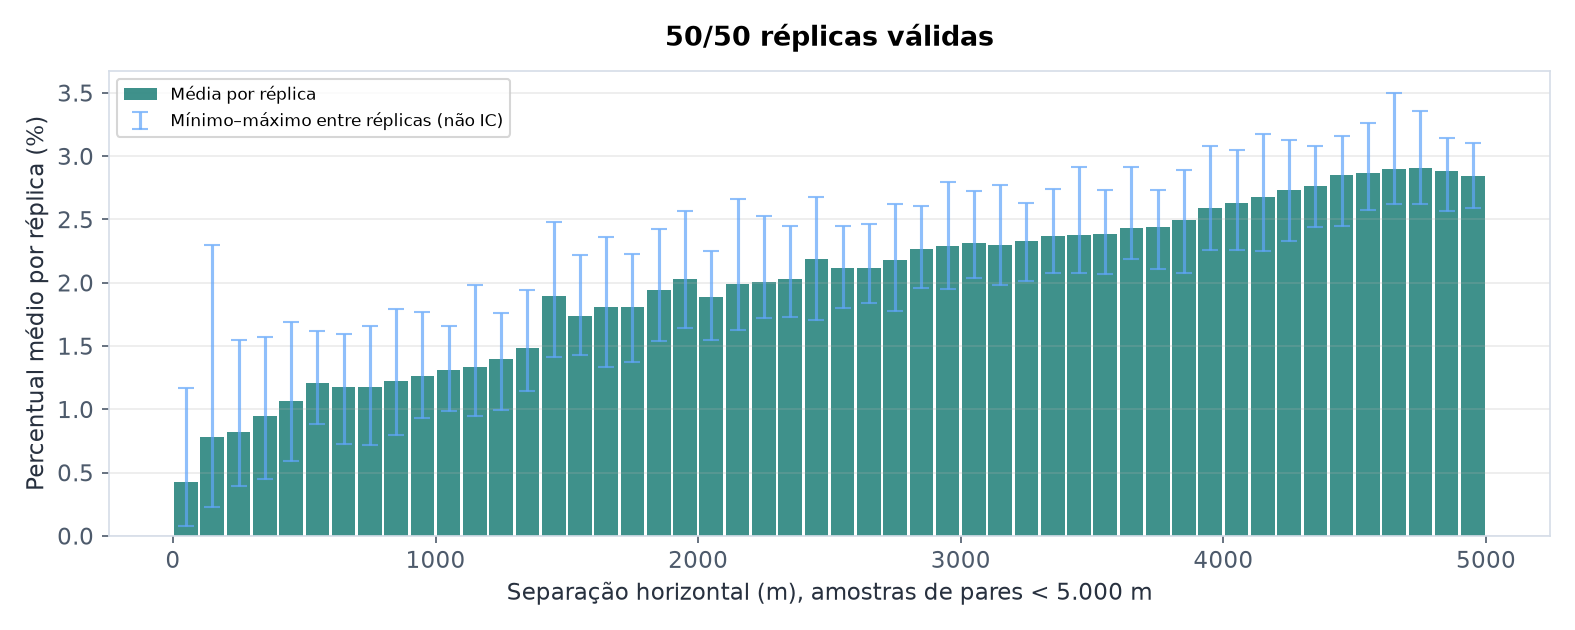 50/50 réplicas válidas
Média por réplica
Mínimo–máximo entre réplicas (não IC)
Percentual médio por réplica (%)
3.5
3.0
2.5
2.0
1.5
1.0
0.5
0.0
0 1000 2000 3000 4000 5000
Separação horizontal (m), amostras de pares < 5.000 m